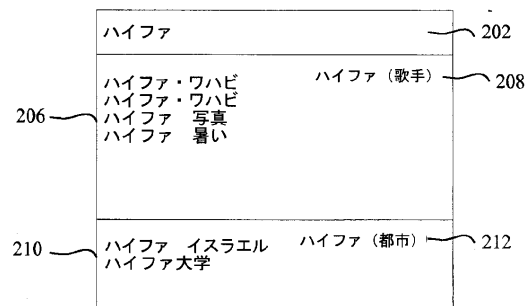 ハイファ
202
ハイファ・ワハビ
ハイファ（歌手）
208
ハイファ・ワハビ
206
ハイファ　写真
ハイファ　暑い
ハイファ　イスラエル
ハイファ（都市）
212
210
ハイファ大学